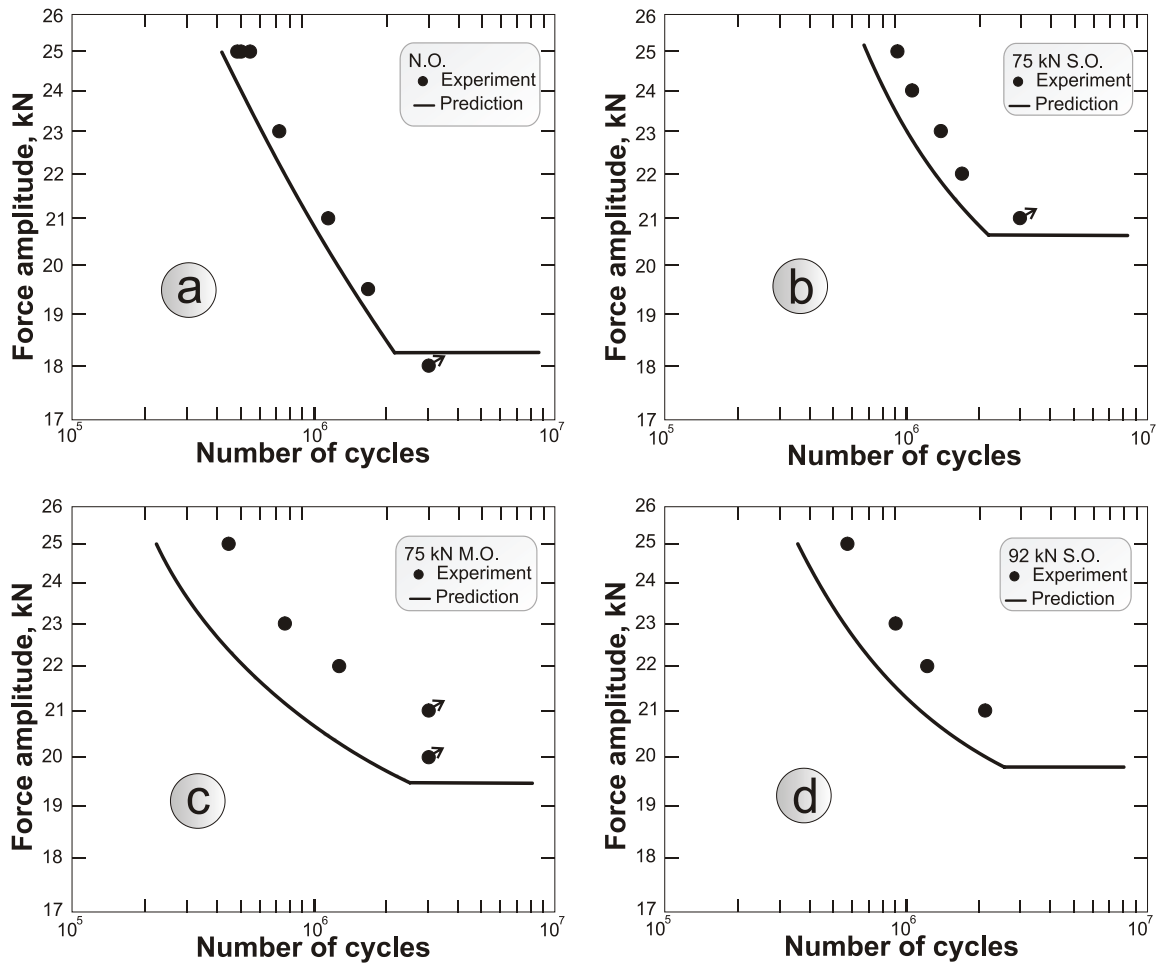 Force amplitude, kN
26
25
24
23
22
21
20
19
18
17
N.O.
Experiment
Prediction
a
10^5
10^6
10^7
Number of cycles
Force amplitude, kN
26
25
24
23
22
21
20
19
18
17
75 kN S.O.
Experiment
Prediction
b
10^5
10^6
10^7
Number of cycles
Force amplitude, kN
26
25
24
23
22
21
20
19
18
17
75 kN M.O.
Experiment
Prediction
c
10^5
10^6
10^7
Number of cycles
Force amplitude, kN
26
25
24
23
22
21
20
19
18
17
92 kN S.O.
Experiment
Prediction
d
10^5
10^6
10^7
Number of cycles